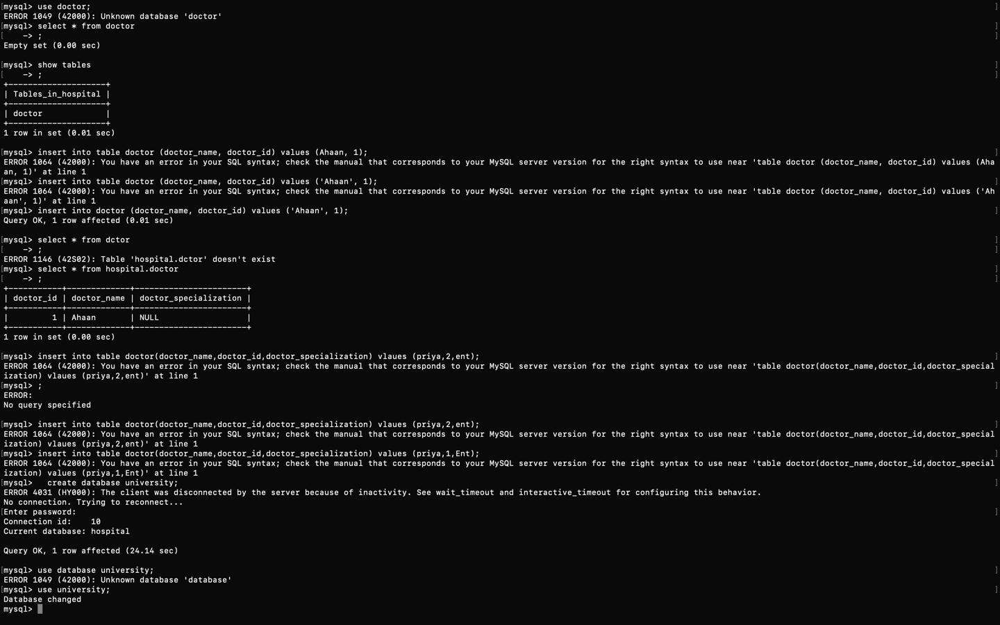 [mysql> use doctor; ]
ERROR 1049 (42000): Unknown database 'doctor'
[mysql> select * from doctor ]
[    -> ; ]
Empty set (0.00 sec)

[mysql> show tables ]
[    -> ; ]
+--------------------+
| Tables_in_hospital |
+--------------------+
| doctor             |
+--------------------+
1 row in set (0.01 sec)

[mysql> insert into table doctor (doctor_name, doctor_id) values (Ahaan, 1); ]
ERROR 1064 (42000): You have an error in your SQL syntax; check the manual that corresponds to your MySQL server version for the right syntax to use near 'table doctor (doctor_name, doctor_id) values (Aha
an, 1)' at line 1
[mysql> insert into table doctor (doctor_name, doctor_id) values ('Ahaan', 1); ]
ERROR 1064 (42000): You have an error in your SQL syntax; check the manual that corresponds to your MySQL server version for the right syntax to use near 'table doctor (doctor_name, doctor_id) values ('Ah
aan', 1)' at line 1
[mysql> insert into doctor (doctor_name, doctor_id) values ('Ahaan', 1); ]
Query OK, 1 row affected (0.01 sec)

[mysql> select * from dctor ]
[    -> ; ]
ERROR 1146 (42S02): Table 'hospital.dctor' doesn't exist
[mysql> select * from hospital.doctor ]
[    -> ; ]
+-----------+-------------+-----------------------+
| doctor_id | doctor_name | doctor_specialization |
+-----------+-------------+-----------------------+
|         1 | Ahaan       | NULL                  |
+-----------+-------------+-----------------------+
1 row in set (0.00 sec)

[mysql> insert into table doctor(doctor_name,doctor_id,doctor_specialization) vlaues (priya,2,ent); ]
ERROR 1064 (42000): You have an error in your SQL syntax; check the manual that corresponds to your MySQL server version for the right syntax to use near 'table doctor(doctor_name,doctor_id,doctor_special
ization) vlaues (priya,2,ent)' at line 1
[mysql> ; ]
ERROR:
No query specified

[mysql> insert into table doctor(doctor_name,doctor_id,doctor_specialization) vlaues (priya,2,ent); ]
ERROR 1064 (42000): You have an error in your SQL syntax; check the manual that corresponds to your MySQL server version for the right syntax to use near 'table doctor(doctor_name,doctor_id,doctor_special
ization) vlaues (priya,2,ent)' at line 1
[mysql> insert into table doctor(doctor_name,doctor_id,doctor_specialization) values (priya,1,Ent); ]
ERROR 1064 (42000): You have an error in your SQL syntax; check the manual that corresponds to your MySQL server version for the right syntax to use near 'table doctor(doctor_name,doctor_id,doctor_special
ization) values (priya,1,Ent)' at line 1
[mysql>   create database university; ]
ERROR 4031 (HY000): The client was disconnected by the server because of inactivity. See wait_timeout and interactive_timeout for configuring this behavior.
No connection. Trying to reconnect...
[Enter password: ]
Connection id:    10
Current database: hospital

Query OK, 1 row affected (24.14 sec)

[mysql> use database university; ]
ERROR 1049 (42000): Unknown database 'database'
[mysql> use university; ]
Database changed
mysql>